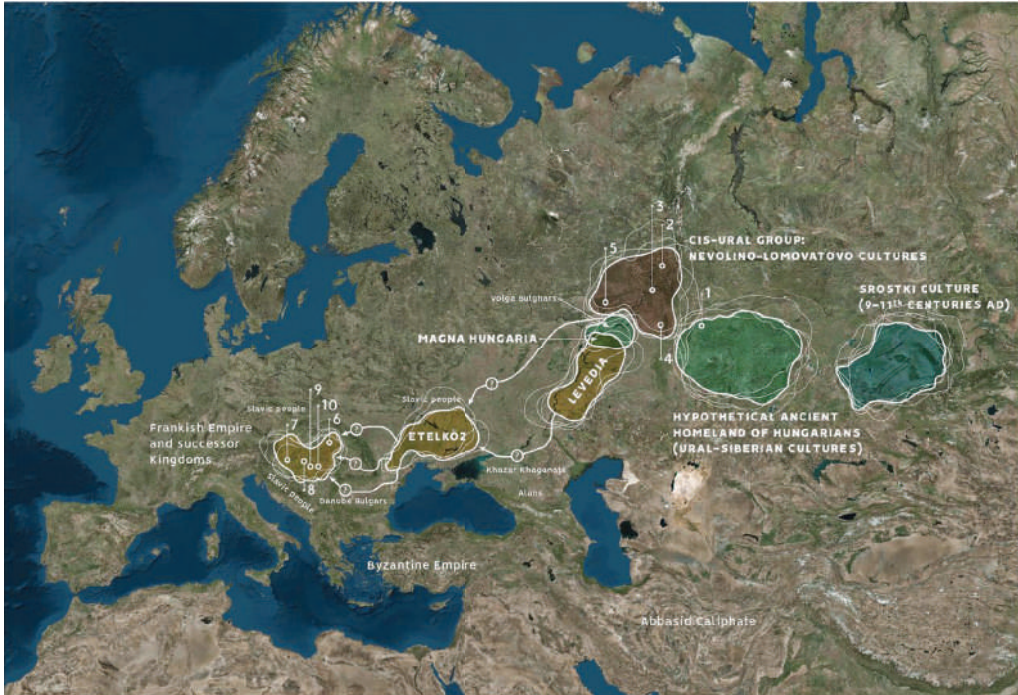 3
2
5
CIS-URAL GROUP:
NEVOLINO-LOMOVATOVO CULTURES
1
SROSTKI CULTURE
(9-11TH CENTURIES AD)
Volga Bulghars
MAGNA HUNGARIA
4
LEVEDIA
?
Slavic people
9
10
6
Slavic people
7
?
ETELKÖZ
HYPOTHETICAL ANCIENT
HOMELAND OF HUNGARIANS
(URAL-SIBERIAN CULTURES)
Frankish Empire
and successor
Kingdoms
?
?
Khazar Khaganate
8
Slavic people
?
Danube Bulgars
Alans
Byzantine Empire
Abbasid Caliphate